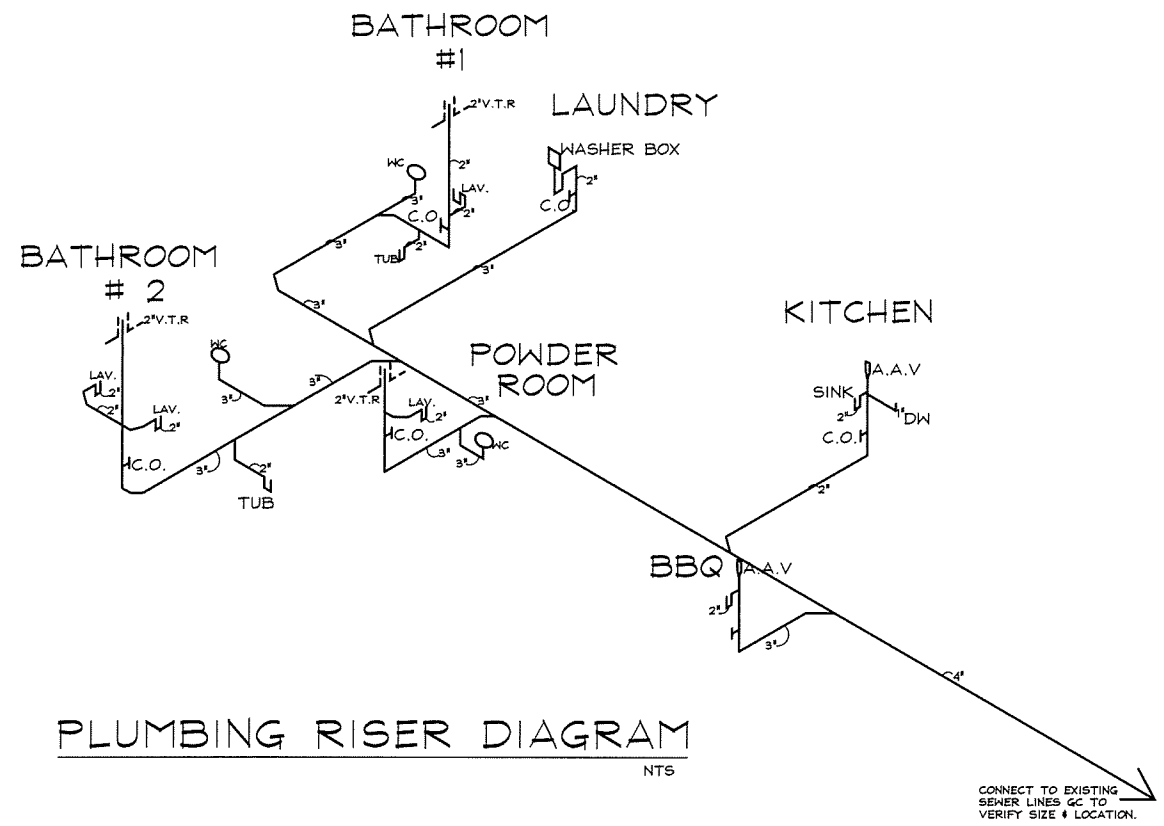 BATHROOM
#1
2"V.T.R
LAUNDRY
WASHER BOX
WC
2"
2"
LAV.
3"
C.O.
2"
C.O.
3"
TUB
2"
3"
BATHROOM
# 2
3"
KITCHEN
2"V.T.R
WC
POWDER
ROOM
A.A.V
LAV.
2"
3"
3"
2"V.T.R
LAV.
2"
3"
SINK
2"
1"
DW
2"
LAV.
2"
C.O.
WC
C.O.
3"
3"
C.O.
3"
2"
TUB
2"
BBQ
A.A.V
2"
3"
4"
PLUMBING RISER DIAGRAM
NTS
CONNECT TO EXISTING
SEWER LINES GC TO
VERIFY SIZE & LOCATION.